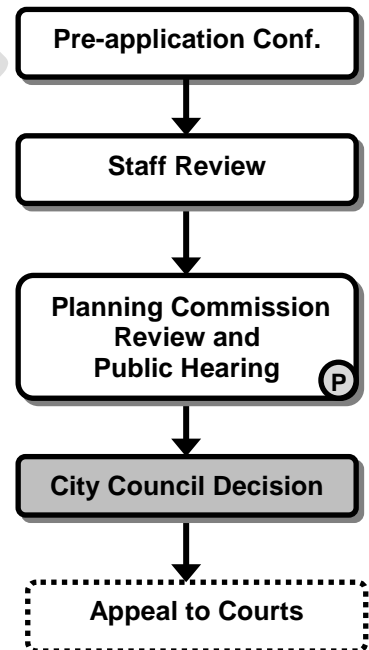 Pre-application Conf.
Staff Review
Planning Commission
Review and
Public Hearing
P
City Council Decision
Appeal to Courts